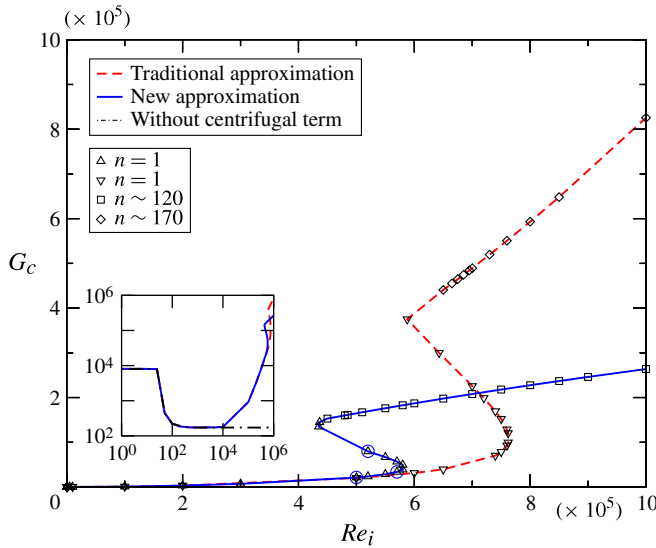 (× 10⁵)
10
Traditional approximation
New approximation
Without centrifugal term
8
n = 1
n = 1
n ∼ 120
n ∼ 170
6
G_c
4
10⁶
10⁴
10²
10⁰ 10² 10⁴ 10⁶
2
0
0 2 4 6 8 10
(× 10⁵)
Re_i